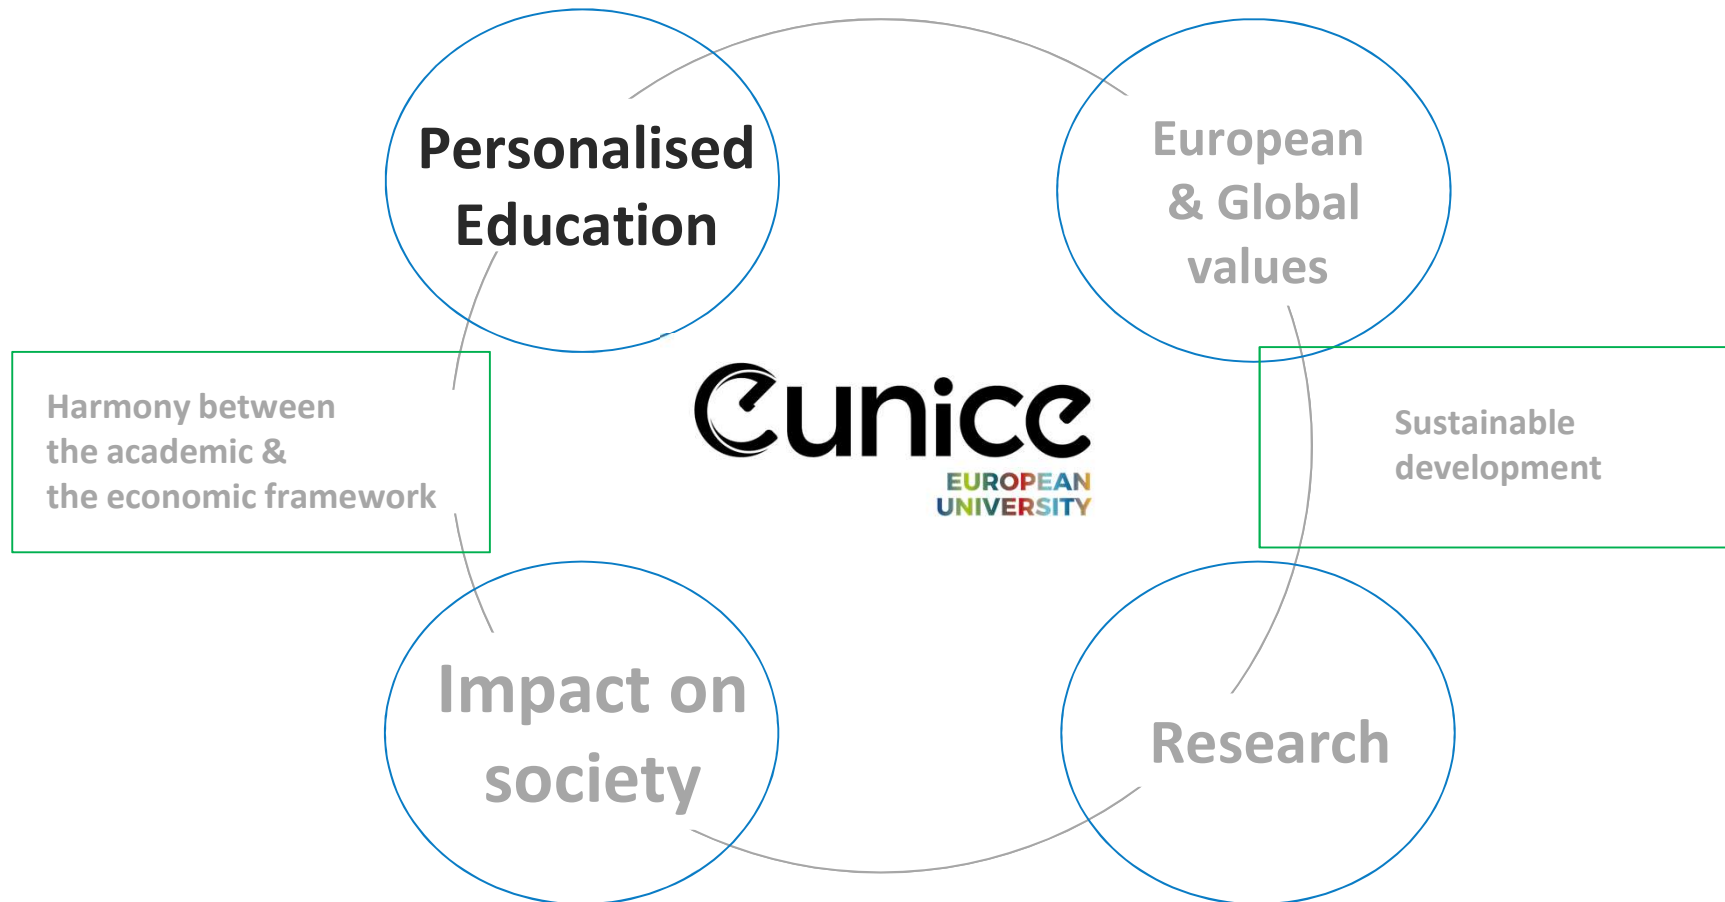 Personalised
Education
European
& Global
values
Harmony between
the academic &
the economic framework
eunice
EUROPEAN
UNIVERSITY
Sustainable
development
Impact on
society
Research